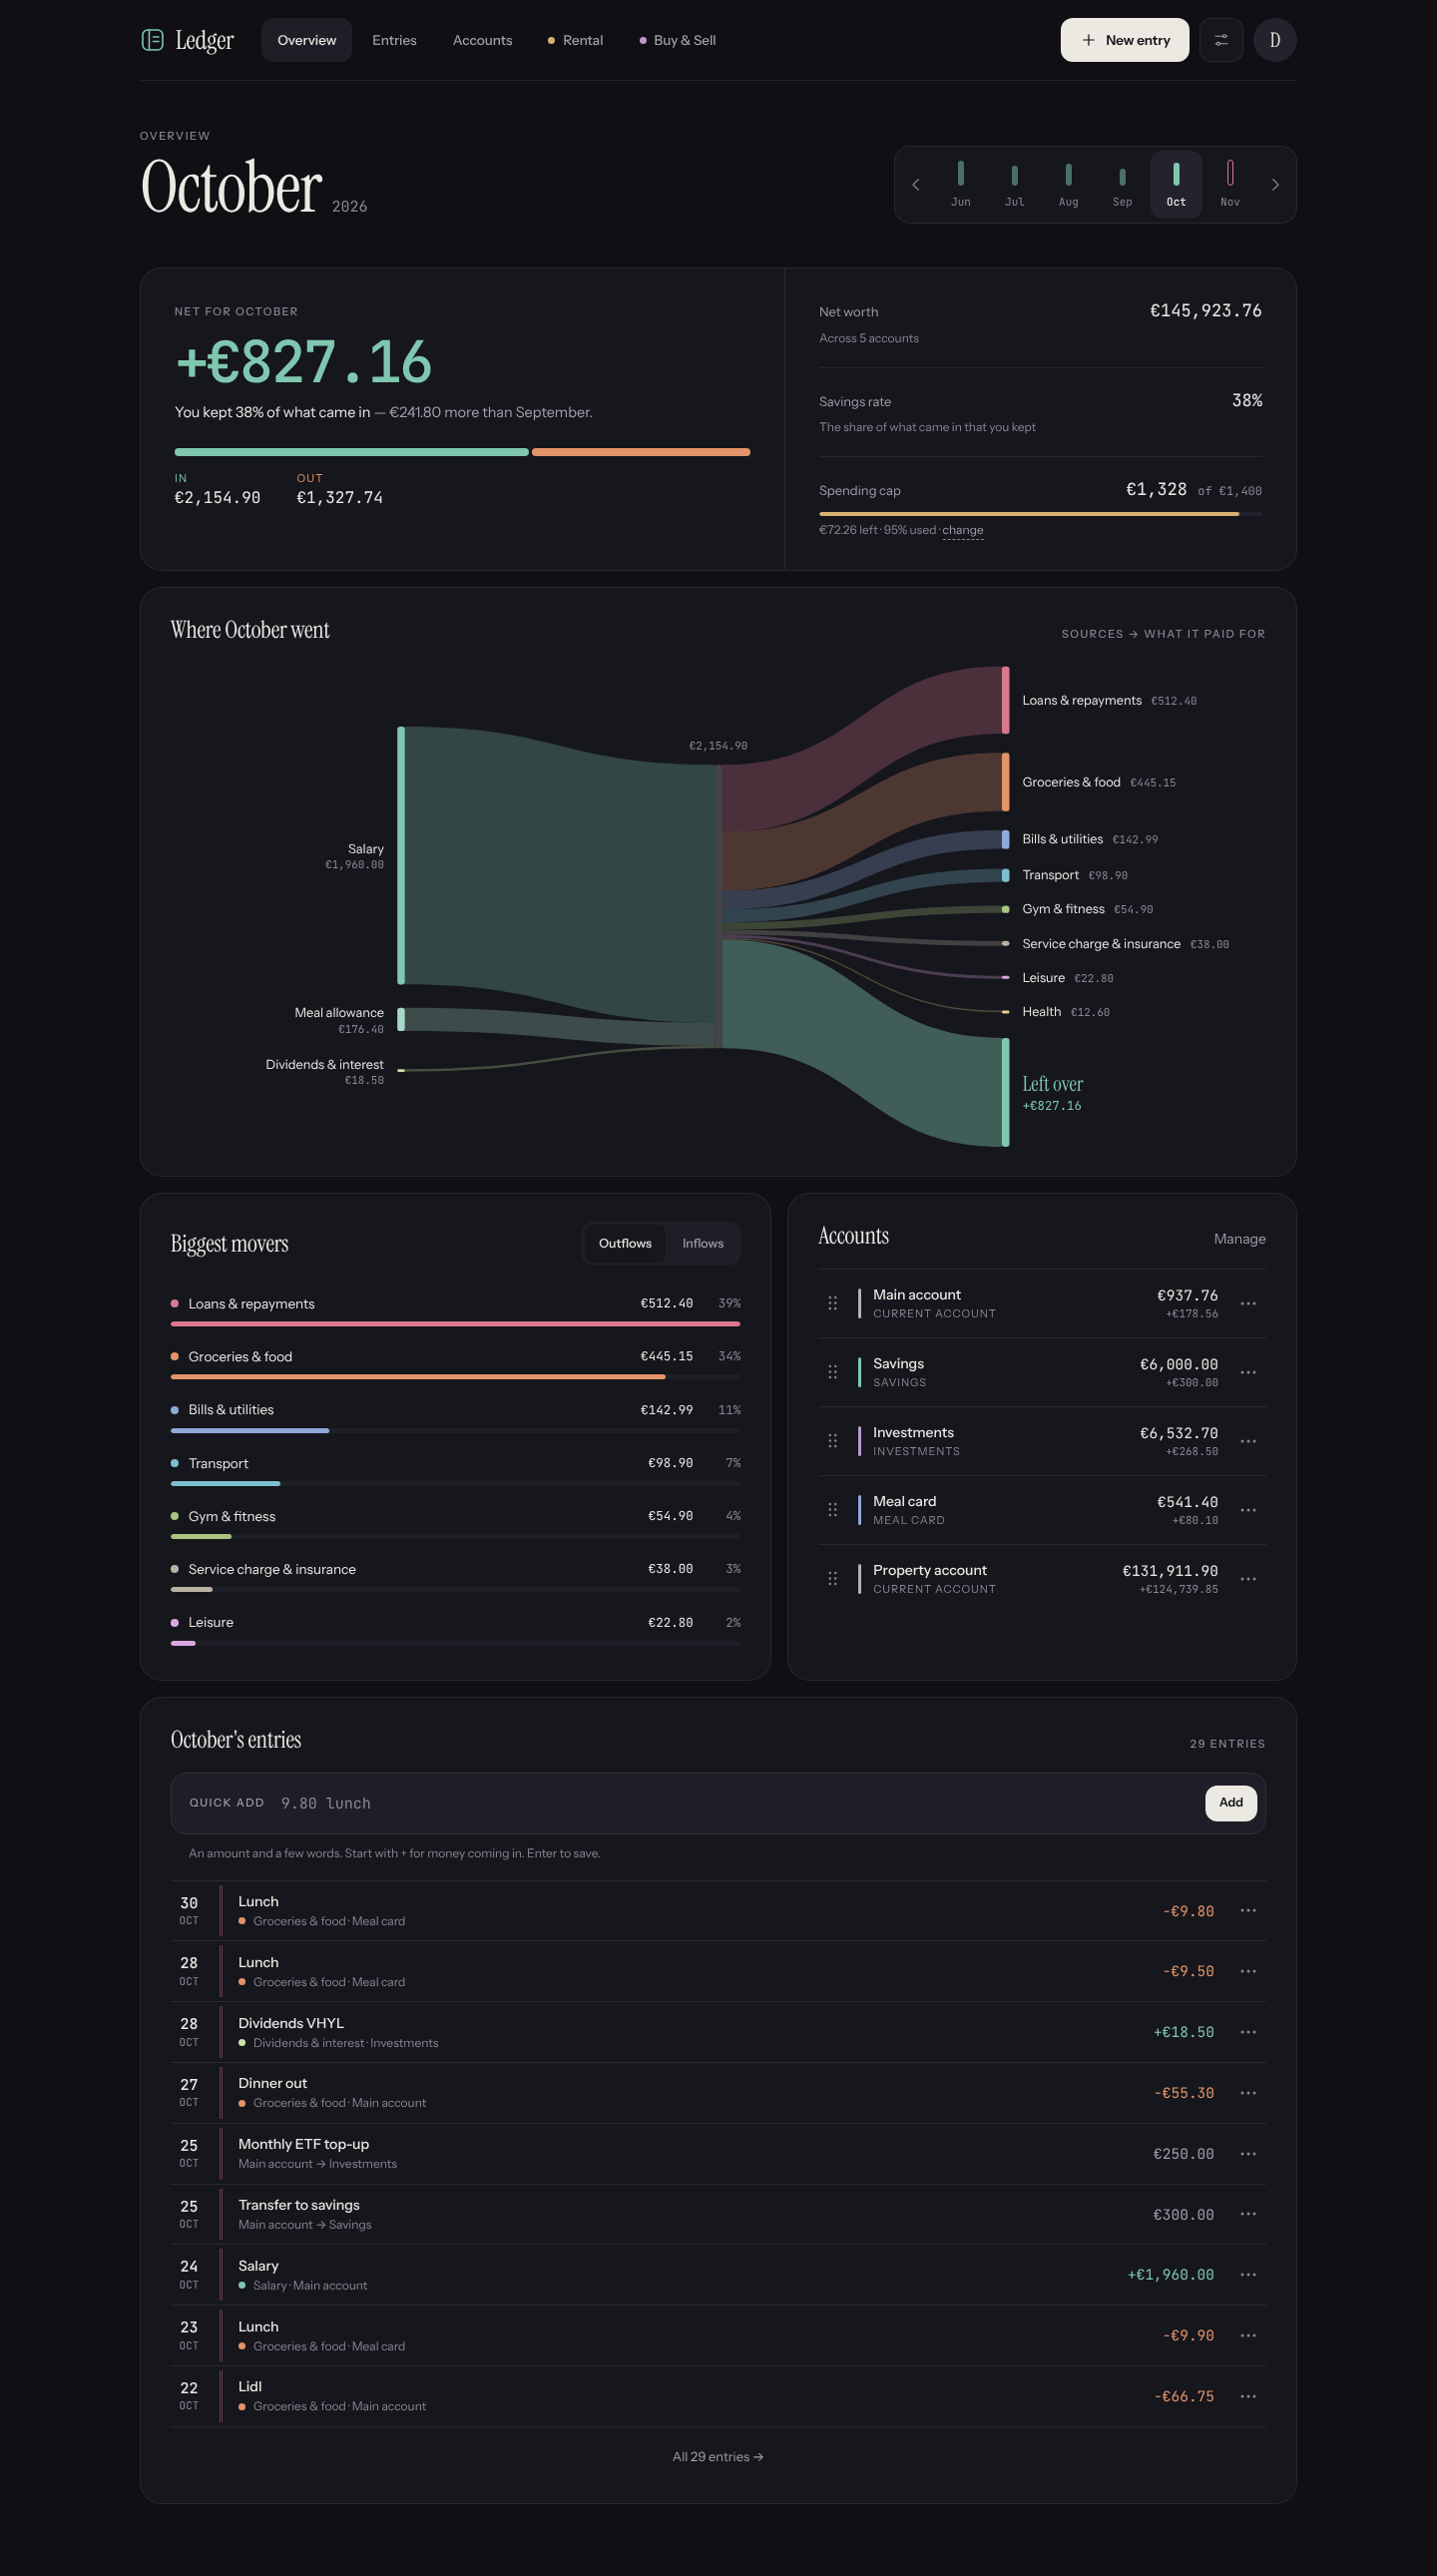 Ledger
Overview
Entries
Accounts
Rental
Buy & Sell
New entry
D
OVERVIEW
October 2026
Jun
Jul
Aug
Sep
Oct
Nov
NET FOR OCTOBER
+€827.16
You kept 38% of what came in — €241.80 more than September.
IN
€2,154.90
OUT
€1,327.74
Net worth €145,923.76
Across 5 accounts
Savings rate 38%
The share of what came in that you kept
Spending cap €1,328 of €1,400
€72.26 left · 95% used · change
Where October went
SOURCES → WHAT IT PAID FOR
Salary
€1,960.00
Meal allowance
€176.40
Dividends & interest
€18.50
€2,154.90
Loans & repayments €512.40
Groceries & food €445.15
Bills & utilities €142.99
Transport €98.90
Gym & fitness €54.90
Service charge & insurance €38.00
Leisure €22.80
Health €12.60
Left over
+€827.16
Biggest movers
Outflows
Inflows
Loans & repayments €512.40 39%
Groceries & food €445.15 34%
Bills & utilities €142.99 11%
Transport €98.90 7%
Gym & fitness €54.90 4%
Service charge & insurance €38.00 3%
Leisure €22.80 2%
Accounts
Manage
Main account €937.76
CURRENT ACCOUNT +€178.56
Savings €6,000.00
SAVINGS +€300.00
Investments €6,532.70
INVESTMENTS +€268.50
Meal card €541.40
MEAL CARD +€80.10
Property account €131,911.90
CURRENT ACCOUNT +€124,739.85
October's entries
29 ENTRIES
QUICK ADD 9.80 lunch
Add
An amount and a few words. Start with + for money coming in. Enter to save.
30 OCT
Lunch -€9.80
Groceries & food · Meal card
28 OCT
Lunch -€9.50
Groceries & food · Meal card
28 OCT
Dividends VHYL +€18.50
Dividends & interest · Investments
27 OCT
Dinner out -€55.30
Groceries & food · Main account
25 OCT
Monthly ETF top-up €250.00
Main account → Investments
25 OCT
Transfer to savings €300.00
Main account → Savings
24 OCT
Salary +€1,960.00
Salary · Main account
23 OCT
Lunch -€9.90
Groceries & food · Meal card
22 OCT
Lidl -€66.75
Groceries & food · Main account
All 29 entries →